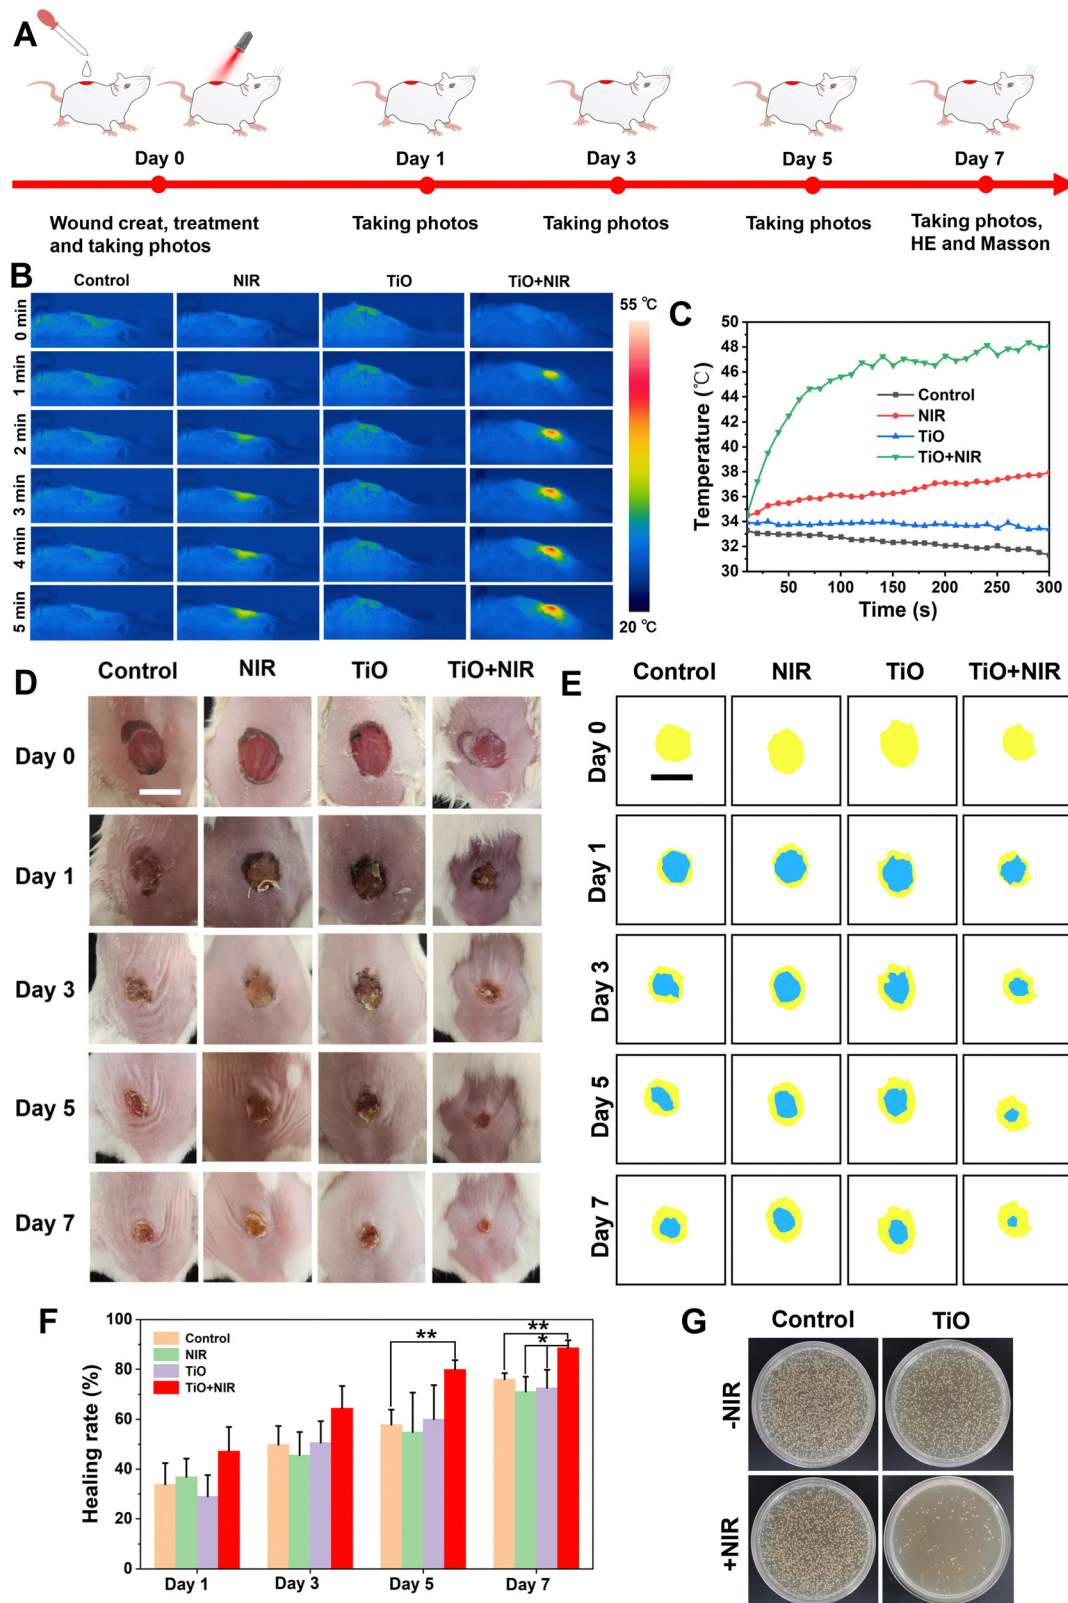 A
Day 0
Day 1
Day 3
Day 5
Day 7
Wound creat, treatment
and taking photos
Taking photos
Taking photos
Taking photos
Taking photos,
HE and Masson
B
Control
NIR
TiO
TiO+NIR
0 min
1 min
2 min
3 min
4 min
5 min
55 ℃
20 ℃
C
Temperature (℃)
50
48
46
44
42
40
38
36
34
32
30
Control
NIR
TiO
TiO+NIR
50
100
150
200
250
300
Time (s)
D
Control
NIR
TiO
TiO+NIR
Day 0
Day 1
Day 3
Day 5
Day 7
E
Control
NIR
TiO
TiO+NIR
Day 0
Day 1
Day 3
Day 5
Day 7
F
Healing rate (%)
100
80
60
40
20
0
Control
NIR
TiO
TiO+NIR
**
**
*
Day 1
Day 3
Day 5
Day 7
G
Control
TiO
-NIR
+NIR